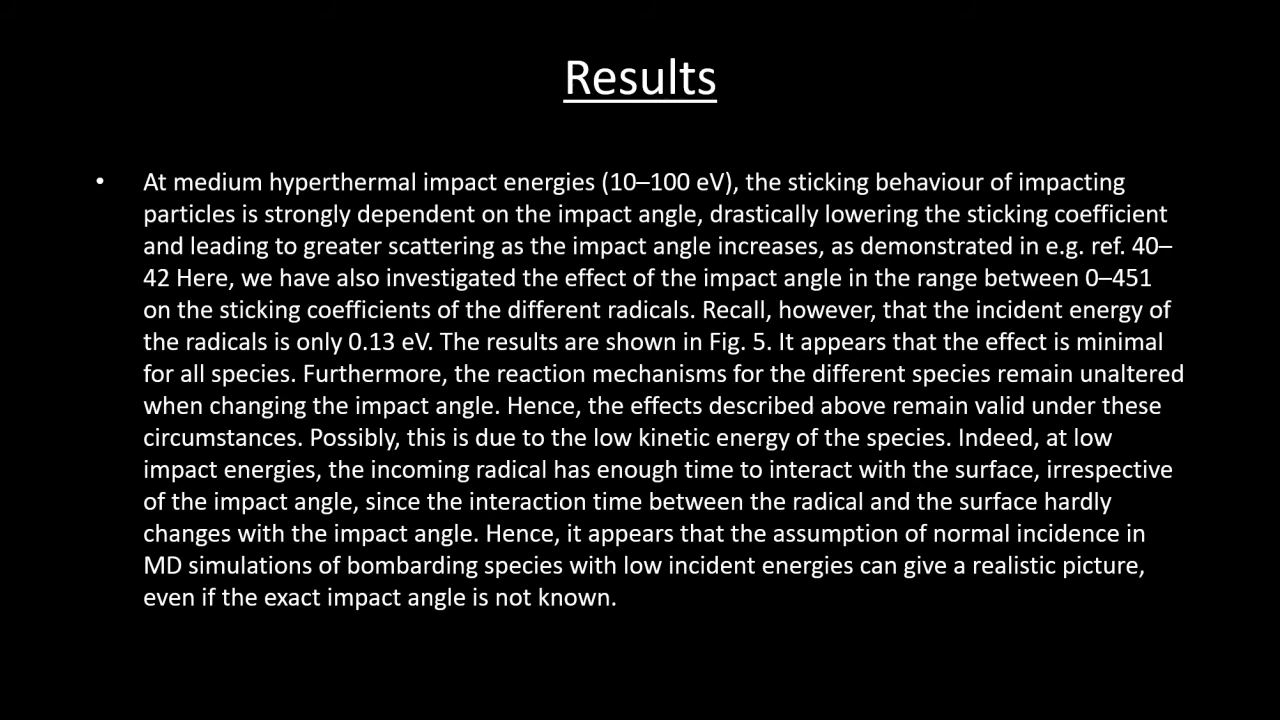 Results
• At medium hyperthermal impact energies (10–100 eV), the sticking behaviour of impacting
particles is strongly dependent on the impact angle, drastically lowering the sticking coefficient
and leading to greater scattering as the impact angle increases, as demonstrated in e.g. ref. 40–
42 Here, we have also investigated the effect of the impact angle in the range between 0–451
on the sticking coefficients of the different radicals. Recall, however, that the incident energy of
the radicals is only 0.13 eV. The results are shown in Fig. 5. It appears that the effect is minimal
for all species. Furthermore, the reaction mechanisms for the different species remain unaltered
when changing the impact angle. Hence, the effects described above remain valid under these
circumstances. Possibly, this is due to the low kinetic energy of the species. Indeed, at low
impact energies, the incoming radical has enough time to interact with the surface, irrespective
of the impact angle, since the interaction time between the radical and the surface hardly
changes with the impact angle. Hence, it appears that the assumption of normal incidence in
MD simulations of bombarding species with low incident energies can give a realistic picture,
even if the exact impact angle is not known.